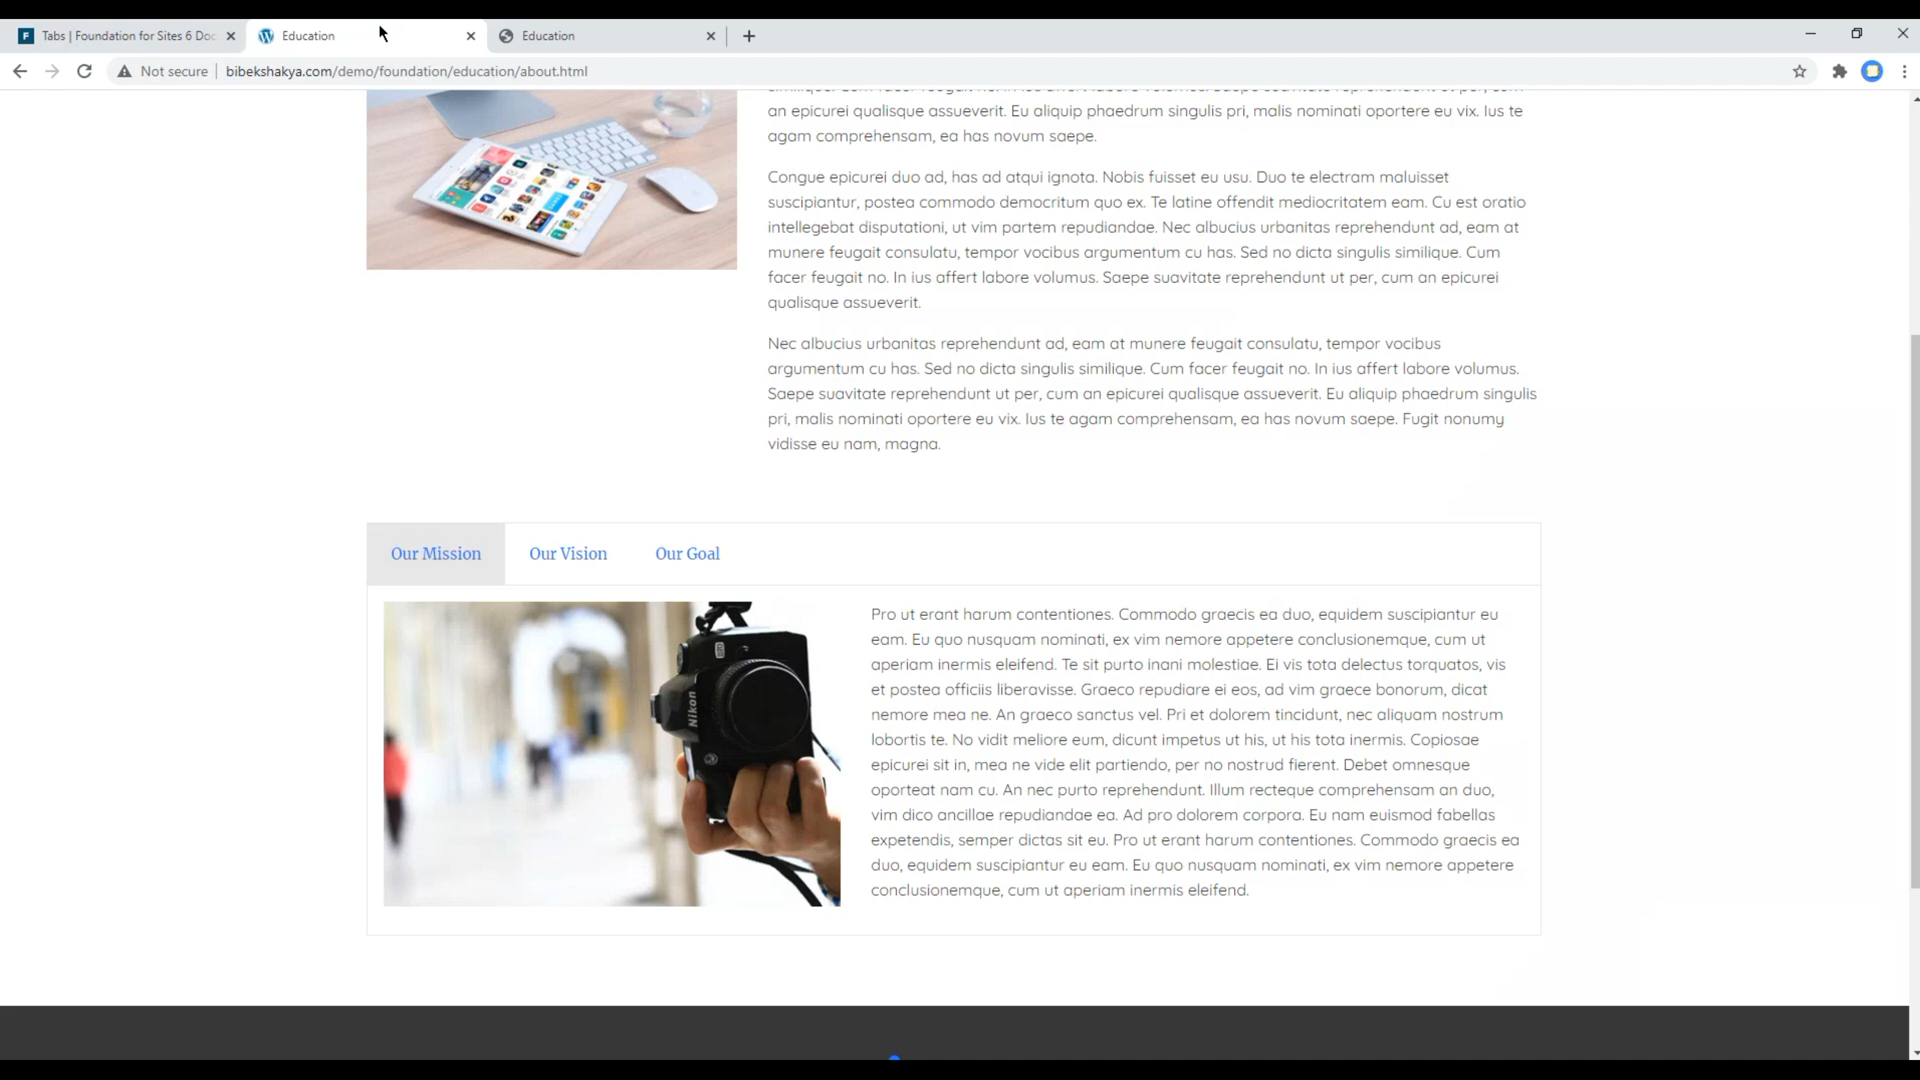 Tabs | Foundation for Sites 6 Doc
Education
Education
Not secure
bibekshakya.com/demo/foundation/education/about.html
an epicurei qualisque assueverit. Eu aliquip phaedrum singulis pri, malis nominati oportere eu vix. Ius te
agam comprehensam, ea has novum saepe.
Congue epicurei duo ad, has ad atqui ignota. Nobis fuisset eu usu. Duo te electram maluisset
suscipiantur, postea commodo democritum quo ex. Te latine offendit mediocritatem eam. Cu est oratio
intellegebat disputationi, ut vim partem repudiandae. Nec albucius urbanitas reprehendunt ad, eam at
munere feugait consulatu, tempor vocibus argumentum cu has. Sed no dicta singulis similique. Cum
facer feugait no. In ius affert labore volumus. Saepe suavitate reprehendunt ut per, cum an epicurei
qualisque assueverit.
Nec albucius urbanitas reprehendunt ad, eam at munere feugait consulatu, tempor vocibus
argumentum cu has. Sed no dicta singulis similique. Cum facer feugait no. In ius affert labore volumus.
Saepe suavitate reprehendunt ut per, cum an epicurei qualisque assueverit. Eu aliquip phaedrum singulis
pri, malis nominati oportere eu vix. Ius te agam comprehensam, ea has novum saepe. Fugit nonumy
vidisse eu nam, magna.
Our Mission
Our Vision
Our Goal
Nikon
Pro ut erant harum contentiones. Commodo graecis ea duo, equidem suscipiantur eu
eam. Eu quo nusquam nominati, ex vim nemore appetere conclusionemque, cum ut
aperiam inermis eleifend. Te sit purto inani molestiae. Ei vis tota delectus torquatos, vis
et postea officiis liberavisse. Graeco repudiare ei eos, ad vim graece bonorum, dicat
nemore mea ne. An graeco sanctus vel. Pri et dolorem tincidunt, nec aliquam nostrum
lobortis te. No vidit meliore eum, dicunt impetus ut his, ut his tota inermis. Copiosae
epicurei sit in, mea ne vide elit partiendo, per no nostrud fierent. Debet omnesque
oporteat nam cu. An nec purto reprehendunt. Illum recteque comprehensam an duo,
vim dico ancillae repudiandae ea. Ad pro dolorem corpora. Eu nam euismod fabellas
expetendis, semper dictas sit eu. Pro ut erant harum contentiones. Commodo graecis ea
duo, equidem suscipiantur eu eam. Eu quo nusquam nominati, ex vim nemore appetere
conclusionemque, cum ut aperiam inermis eleifend.